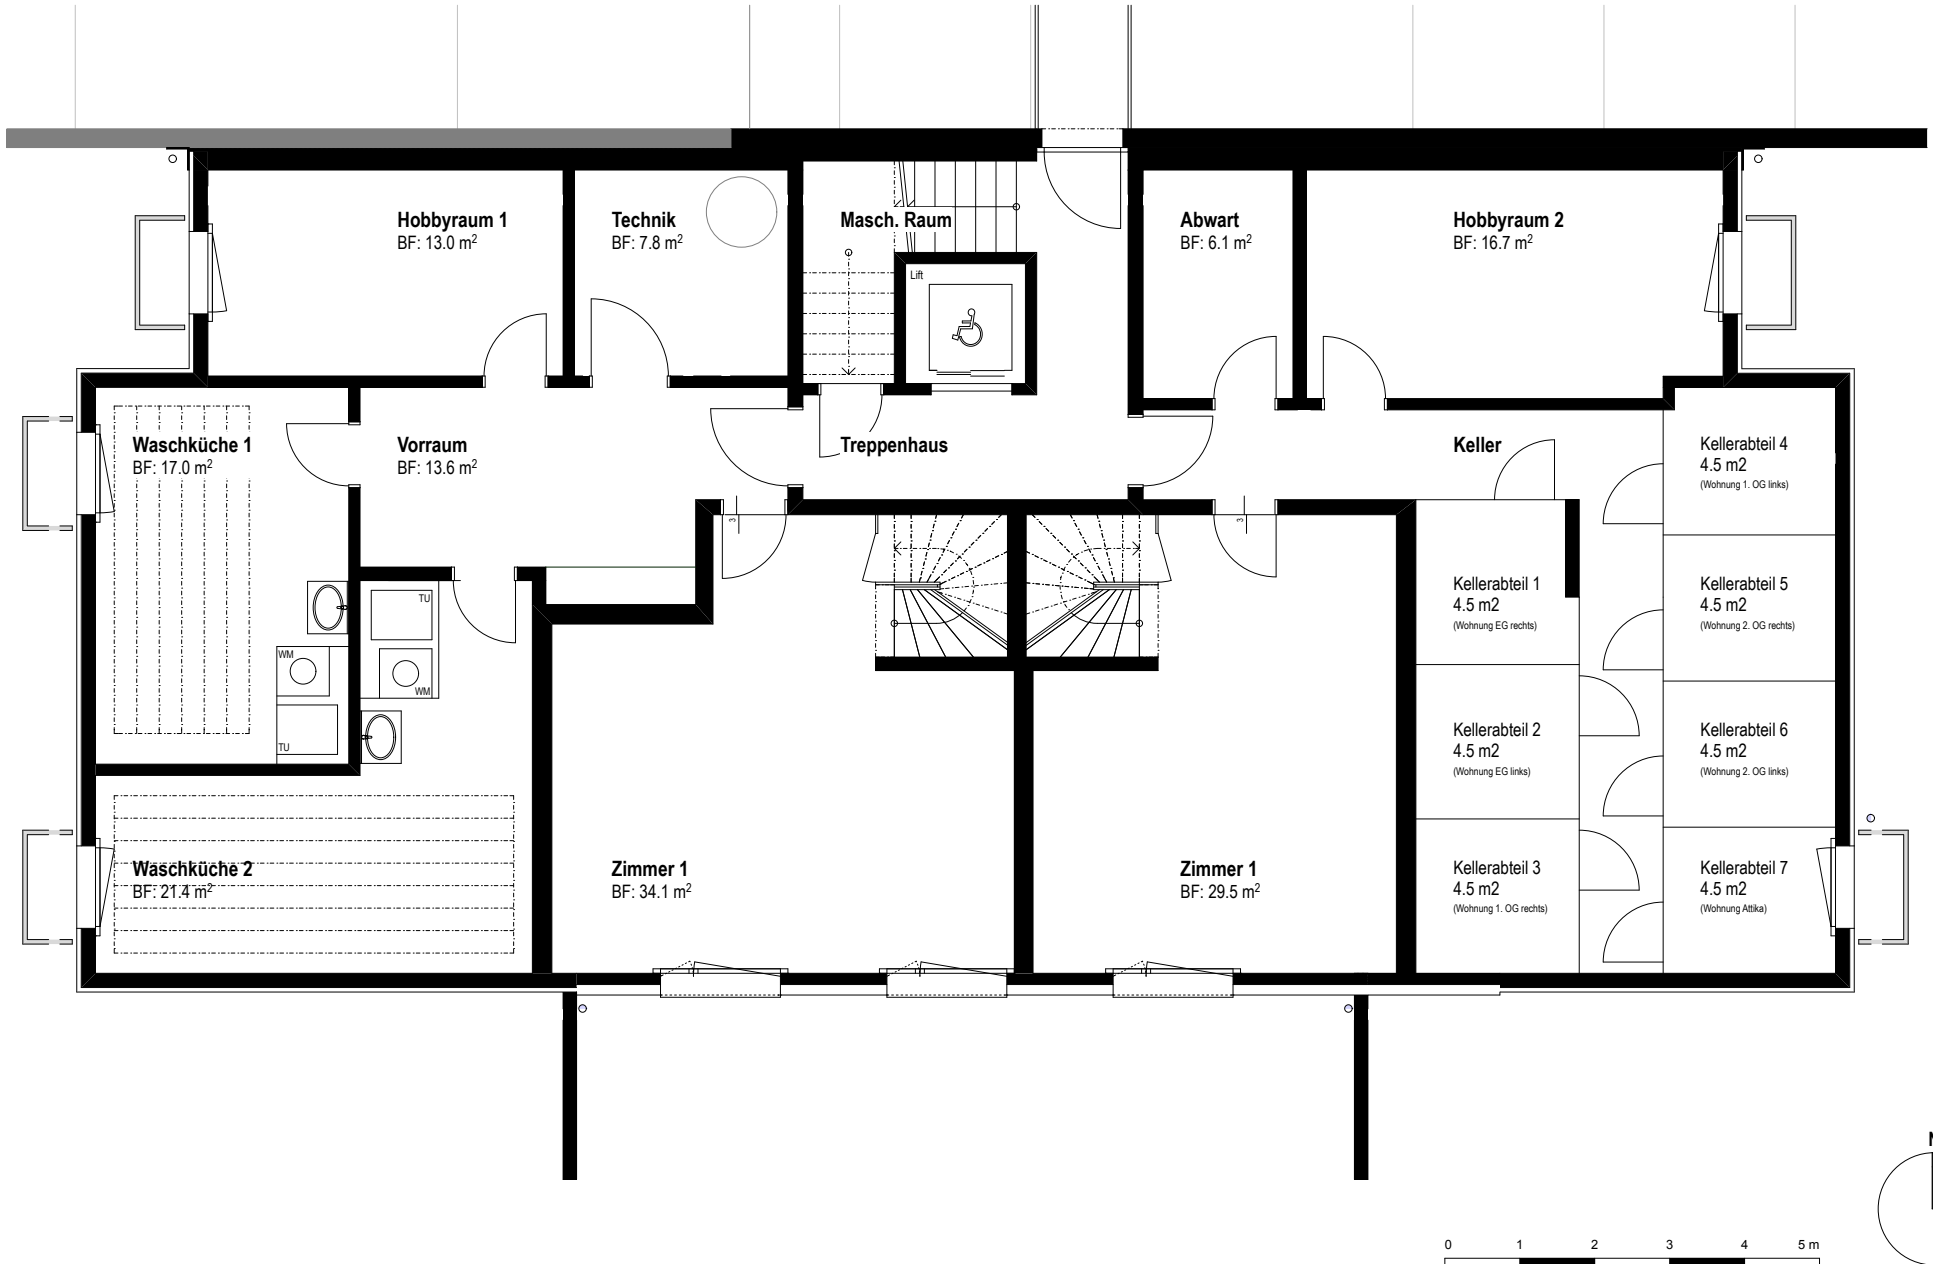 Hobbyraum 1
BF: 13.0 m²
Technik
BF: 7.8 m²
Masch. Raum
Lift
Abwart
BF: 6.1 m²
Hobbyraum 2
BF: 16.7 m²
Waschküche 1
BF: 17.0 m²
Vorraum
BF: 13.6 m²
Treppenhaus
Keller
Kellerabteil 4
4.5 m2
(Wohnung 1. OG links)
3
3
TU
WM
WM
TU
Kellerabteil 1
4.5 m2
(Wohnung EG rechts)
Kellerabteil 5
4.5 m2
(Wohnung 2. OG rechts)
Kellerabteil 2
4.5 m2
(Wohnung EG links)
Kellerabteil 6
4.5 m2
(Wohnung 2. OG links)
Waschküche 2
BF: 21.4 m²
Zimmer 1
BF: 34.1 m²
Zimmer 1
BF: 29.5 m²
Kellerabteil 3
4.5 m2
(Wohnung 1. OG rechts)
Kellerabteil 7
4.5 m2
(Wohnung Attika)
0 1 2 3 4 5 m